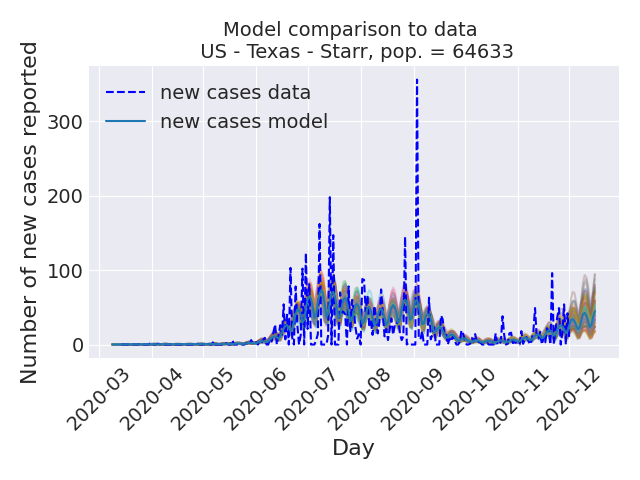 Model comparison to data
US - Texas - Starr, pop. = 64633
Number of new cases reported
new cases data
new cases model
300
200
100
0
2020-03
2020-04
2020-05
2020-06
2020-07
2020-08
2020-09
2020-10
2020-11
2020-12
Day